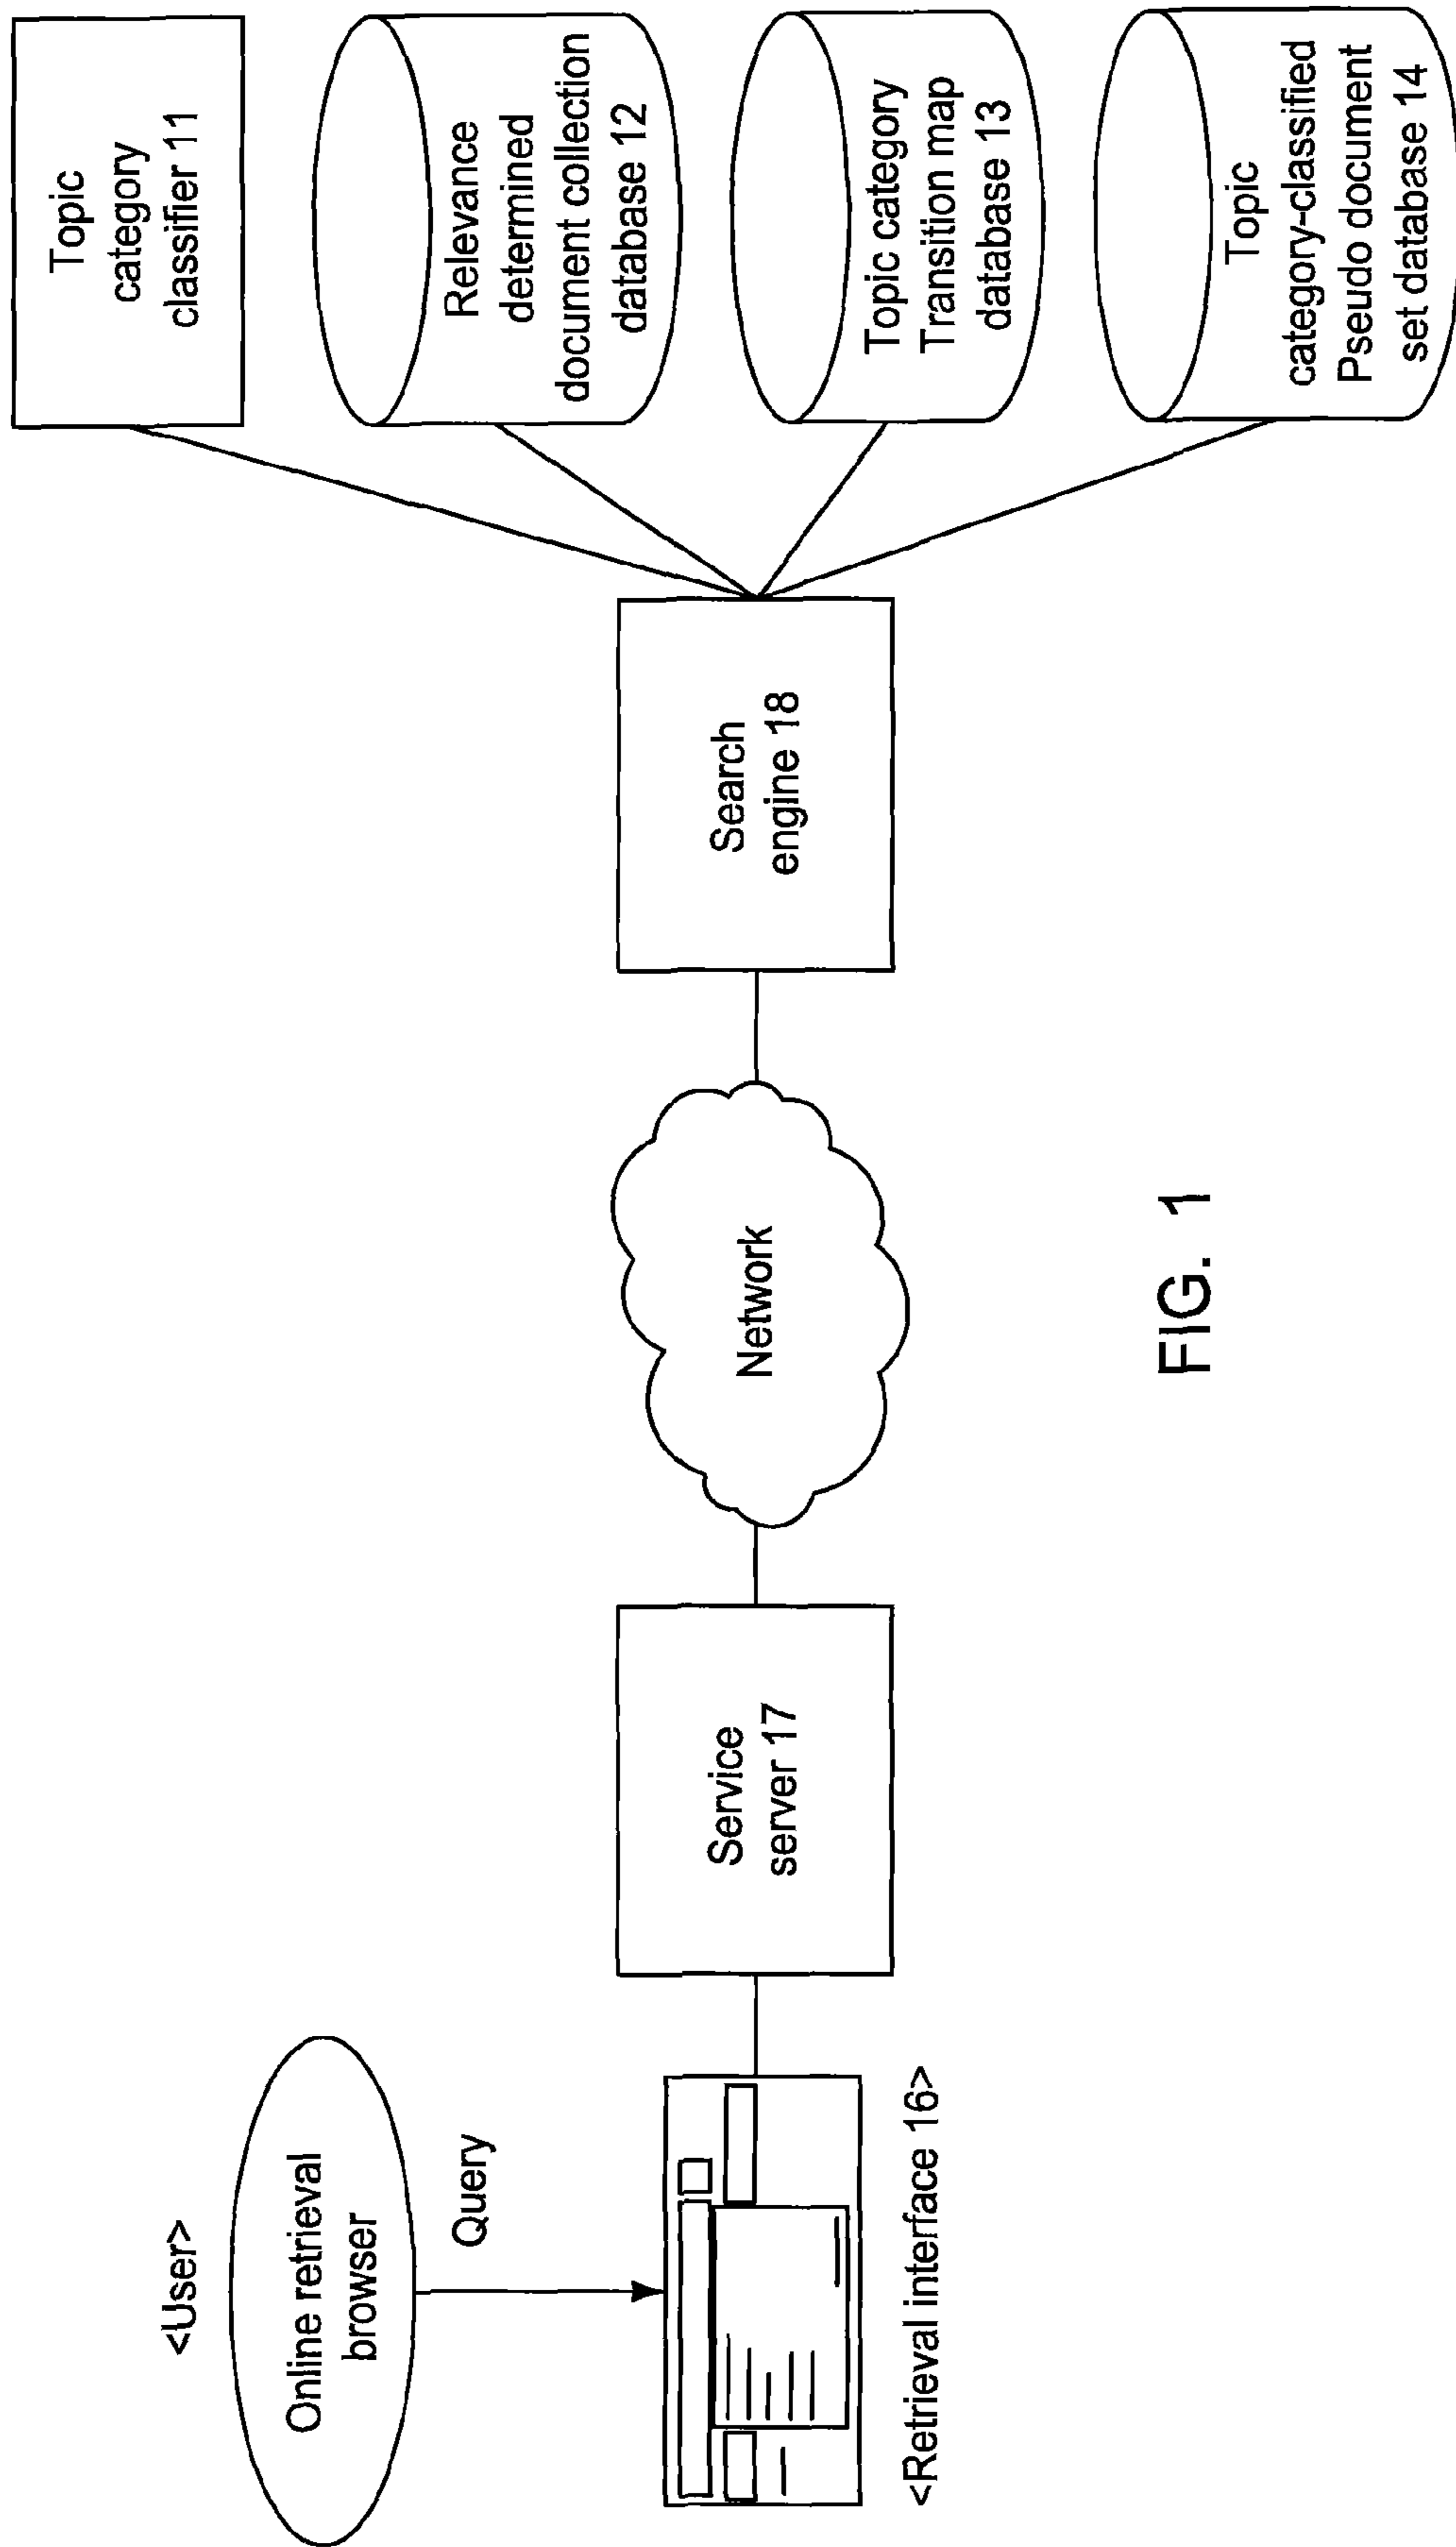 <User>
Online retrieval
browser
Query
<Retrieval interface 16>
Service
server 17
Network
Search
engine 18
Topic
category
classifier 11
Relevance
determined
document collection
database 12
Topic category
Transition map
database 13
Topic
category-classified
Pseudo document
set database 14
FIG. 1